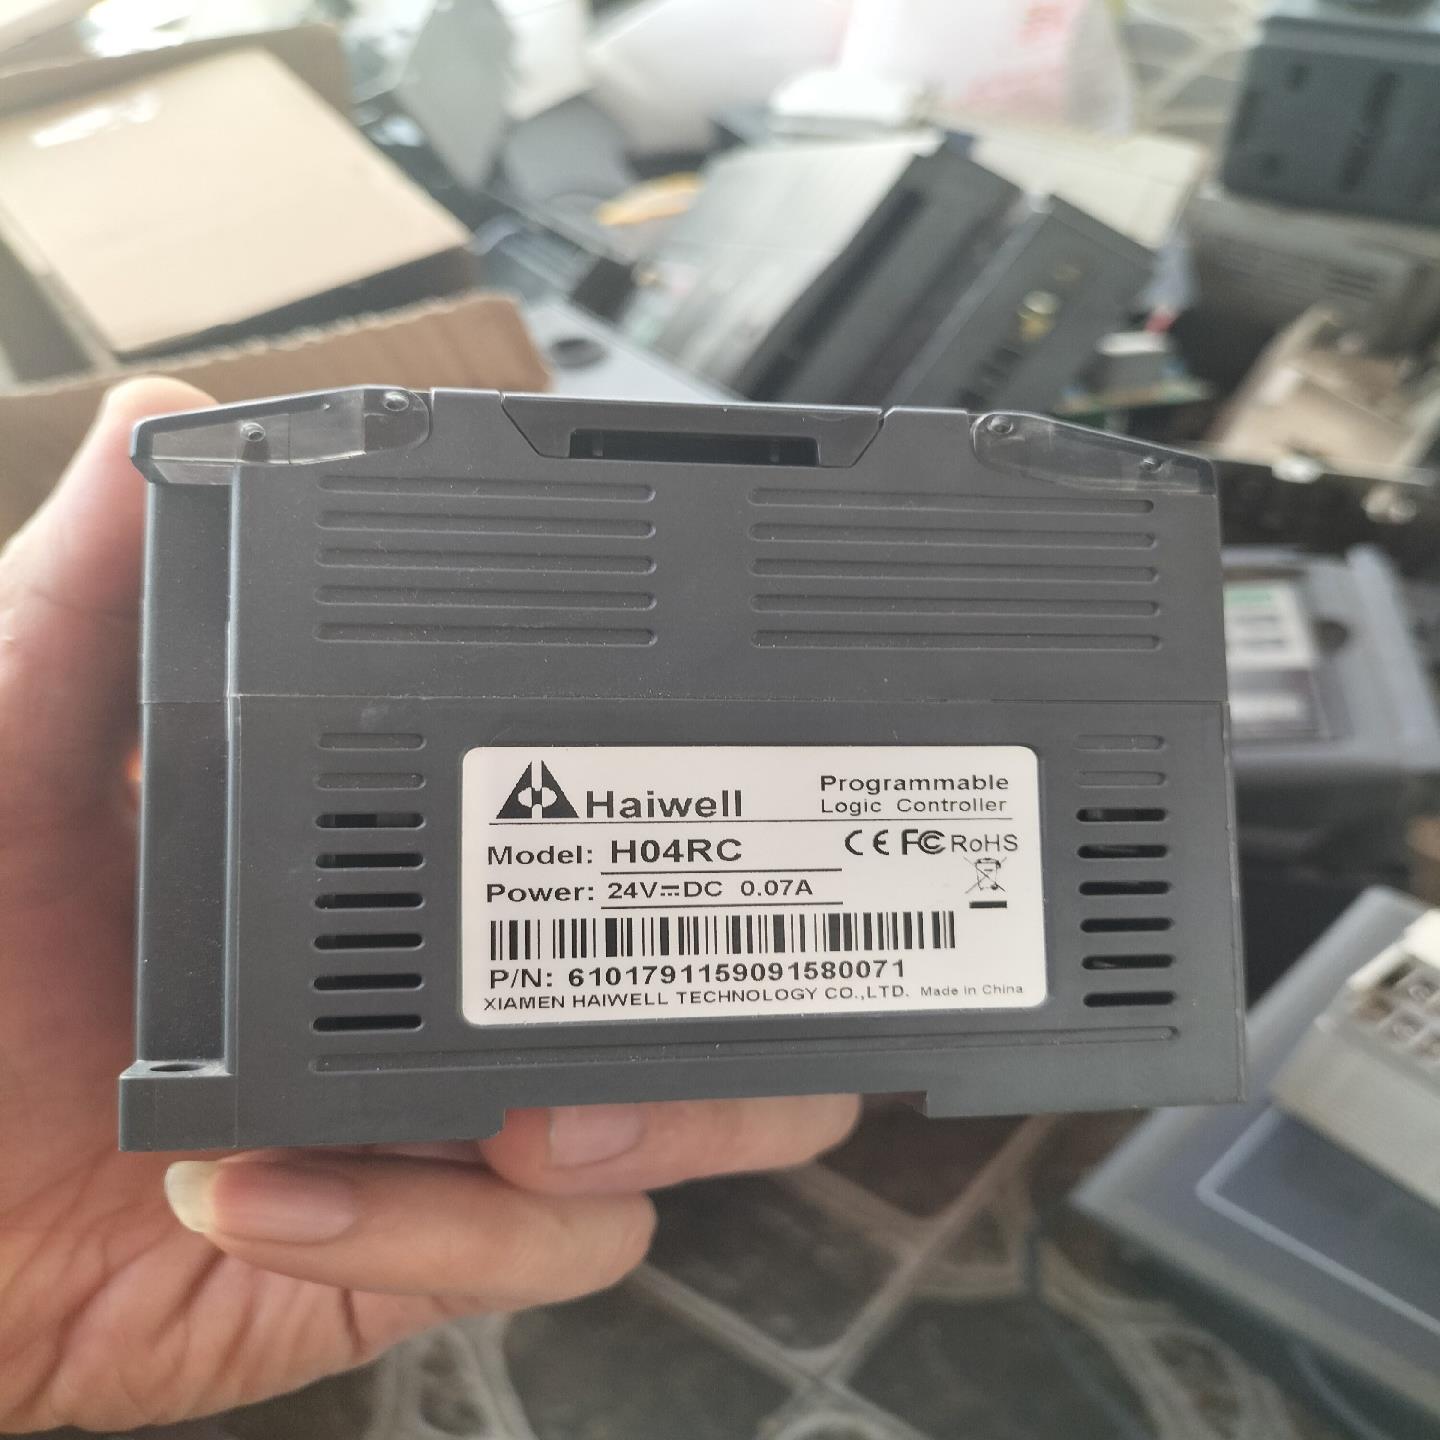 Haiwell
Programmable
Logic Controller
Model: H04RC
CE FC RoHS
Power: 24V⎓DC 0.07A
P/N: 6101791159091580071
XIAMEN HAIWELL TECHNOLOGY CO.,LTD. Made in China